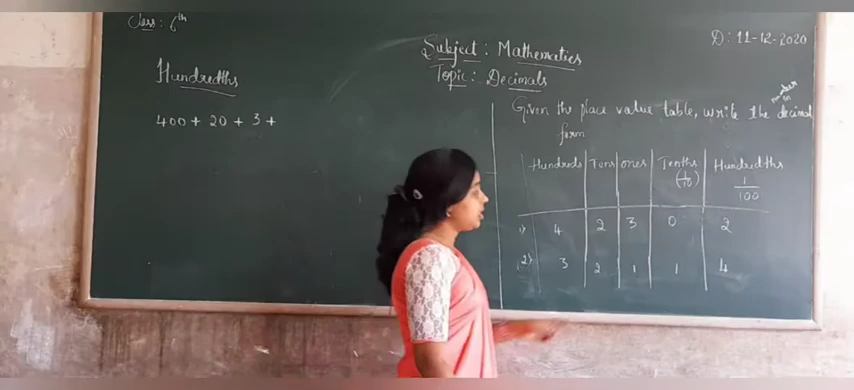 Class: 6th
D: 11-12-2020
Subject: Mathematics
Topic: Decimals
Hundredths
400 + 20 + 3 +
Given the place value table, write the number in decimal
form
Hundreds Tens ones Tenths (1/10) Hundredths 1/100
1) 4 2 3 0 2
2) 3 2 1 1 4